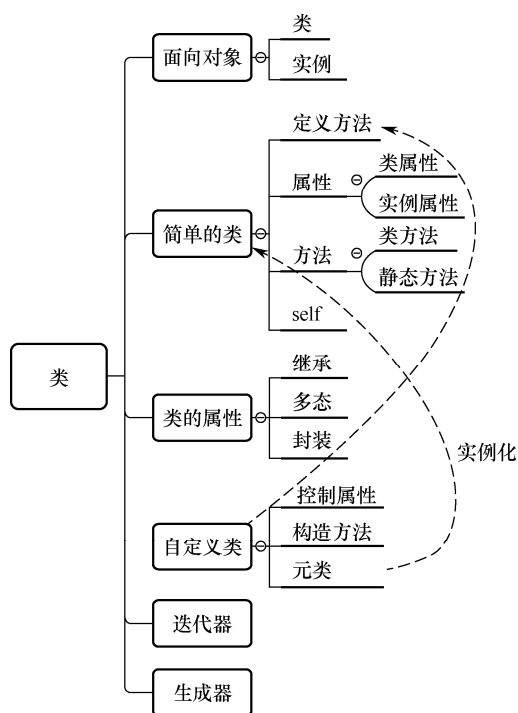 类
面向对象
类
实例
简单的类
定义方法
属性
类属性
实例属性
方法
类方法
静态方法
self
类的属性
继承
多态
封装
实例化
自定义类
控制属性
构造方法
元类
迭代器
生成器